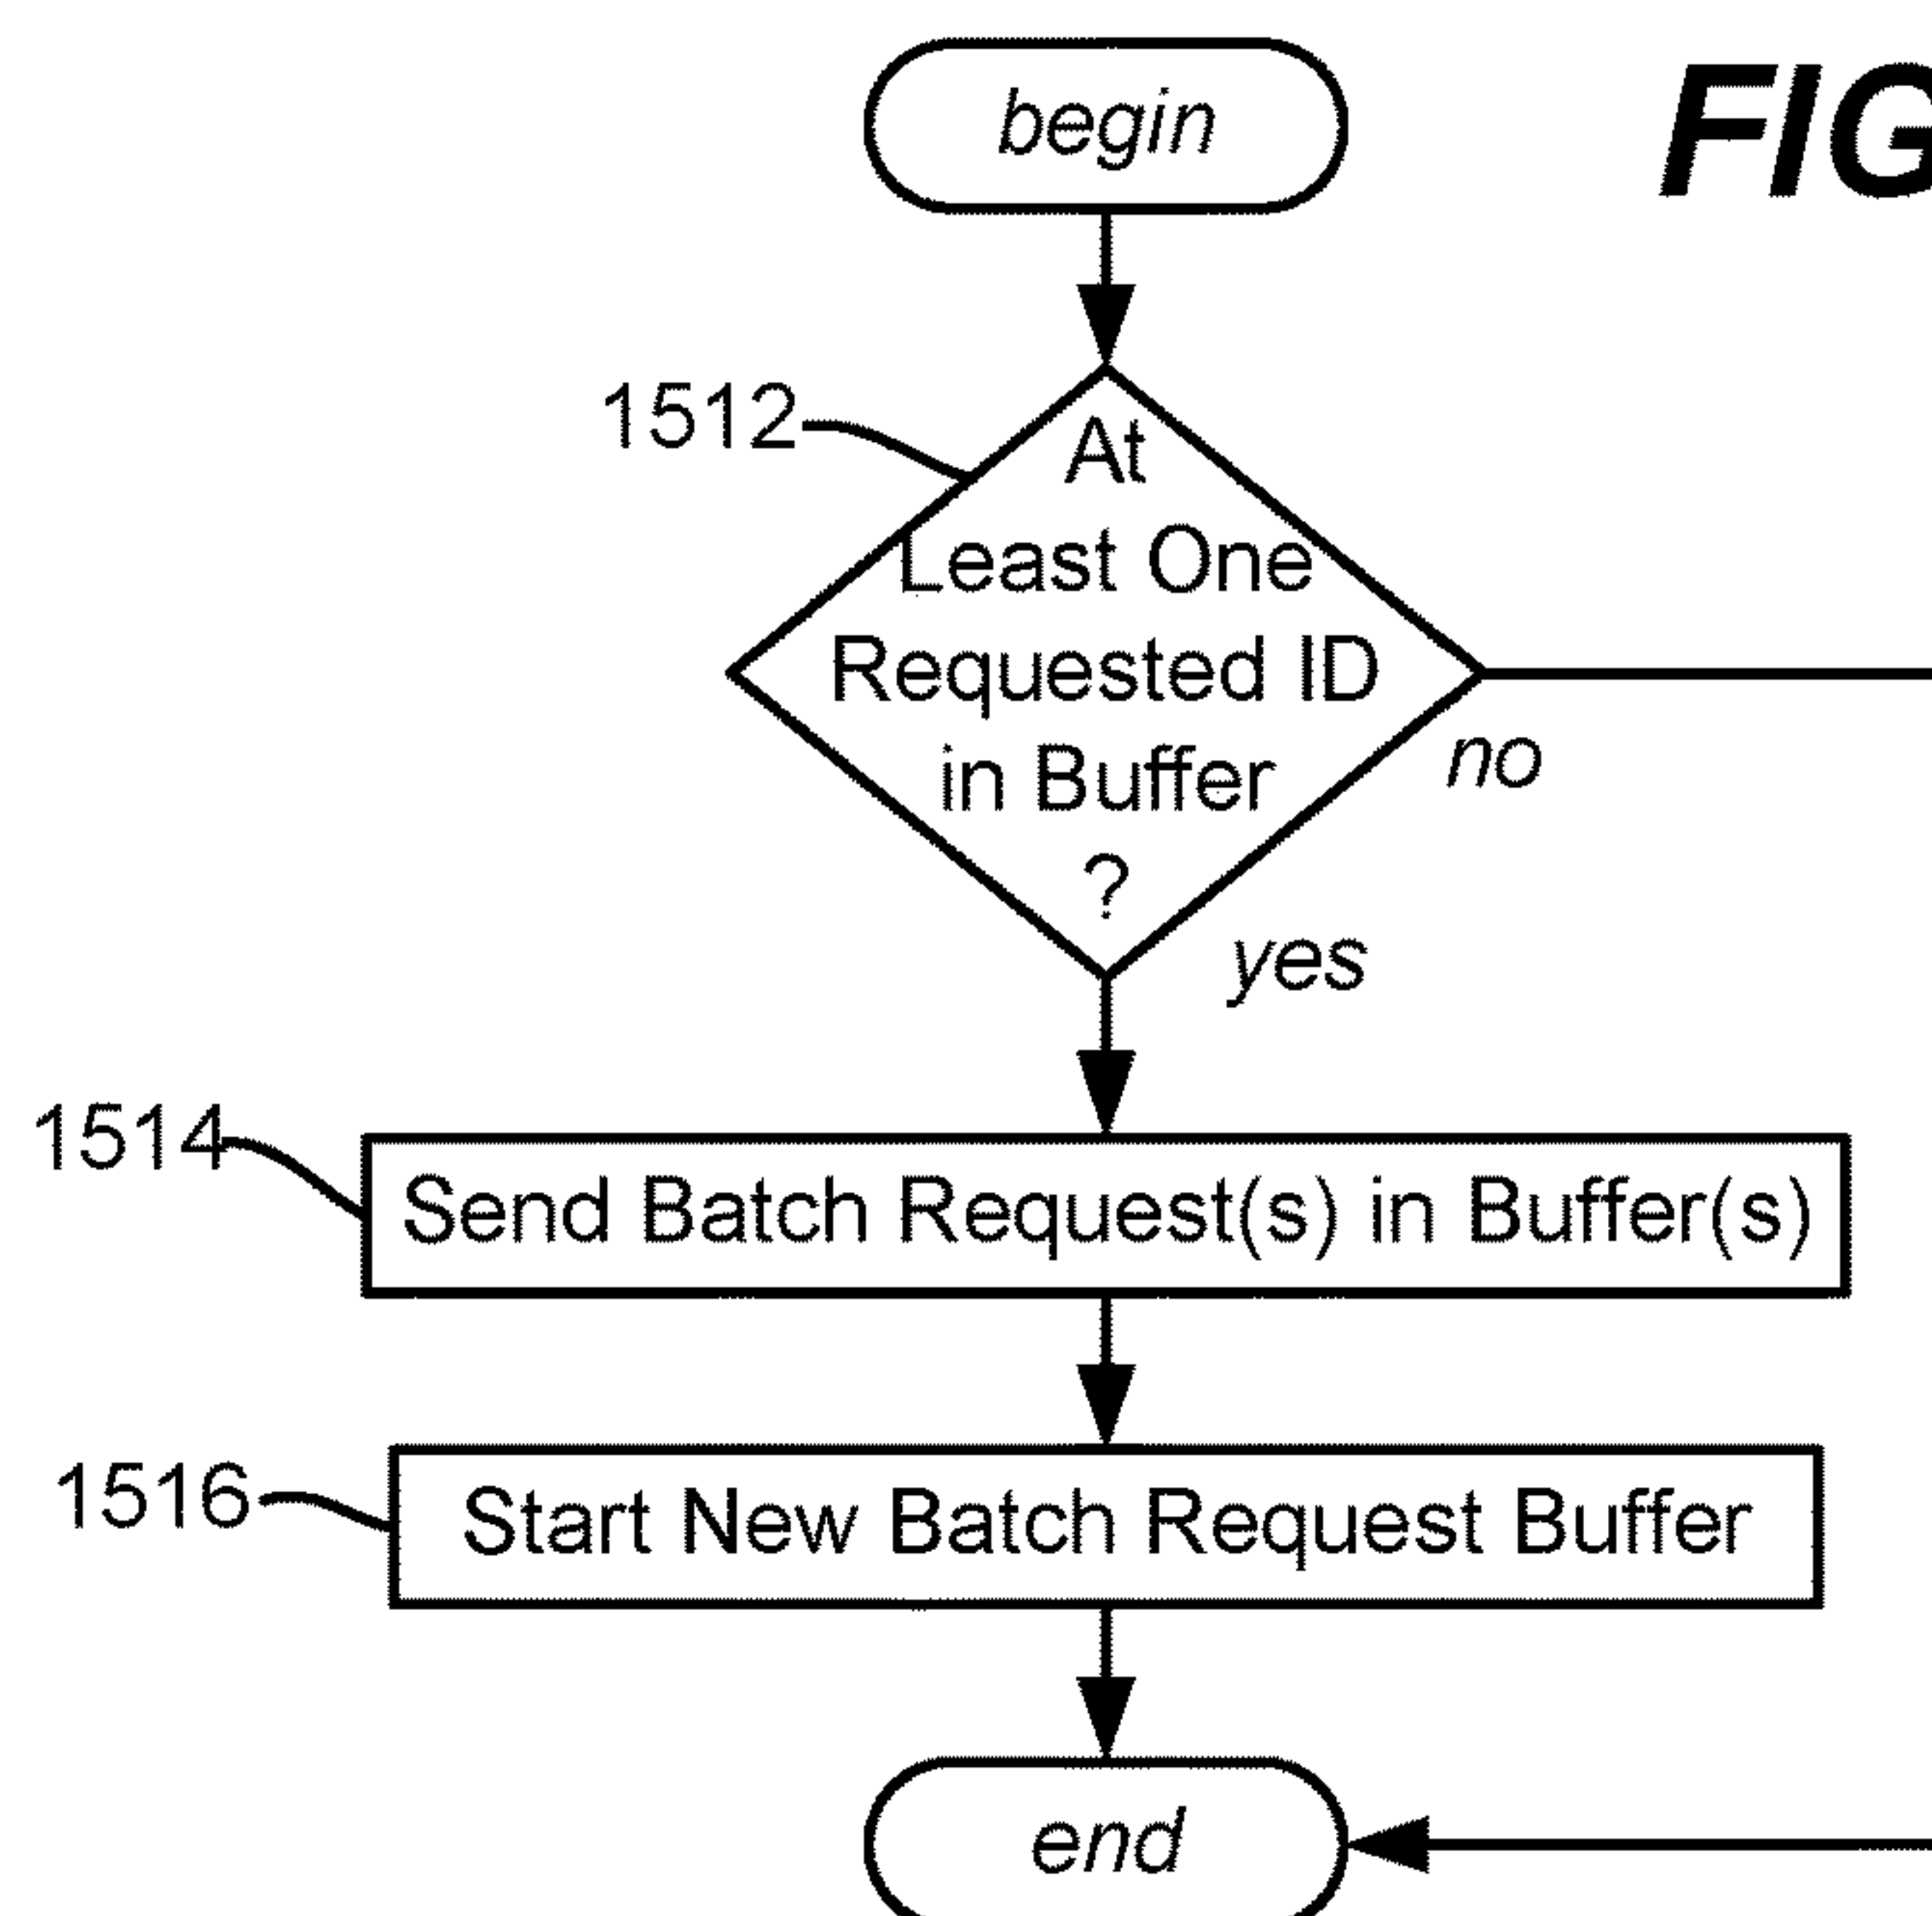 begin
FIG
1512
At
Least One
Requested ID
in Buffer
?
no
yes
1514
Send Batch Request(s) in Buffer(s)
1516
Start New Batch Request Buffer
end